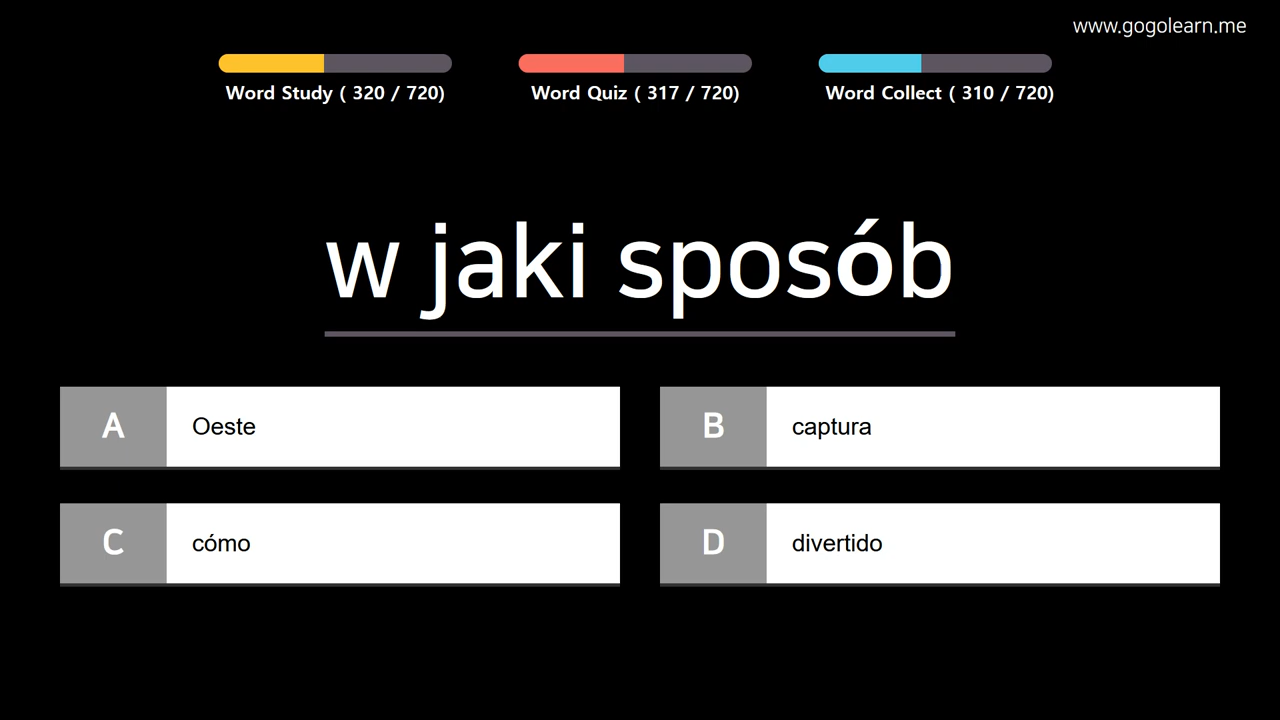 www.gogolearn.me
Word Study ( 320 / 720)
Word Quiz ( 317 / 720)
Word Collect ( 310 / 720)
w jaki sposób
A
Oeste
B
captura
C
cómo
D
divertido